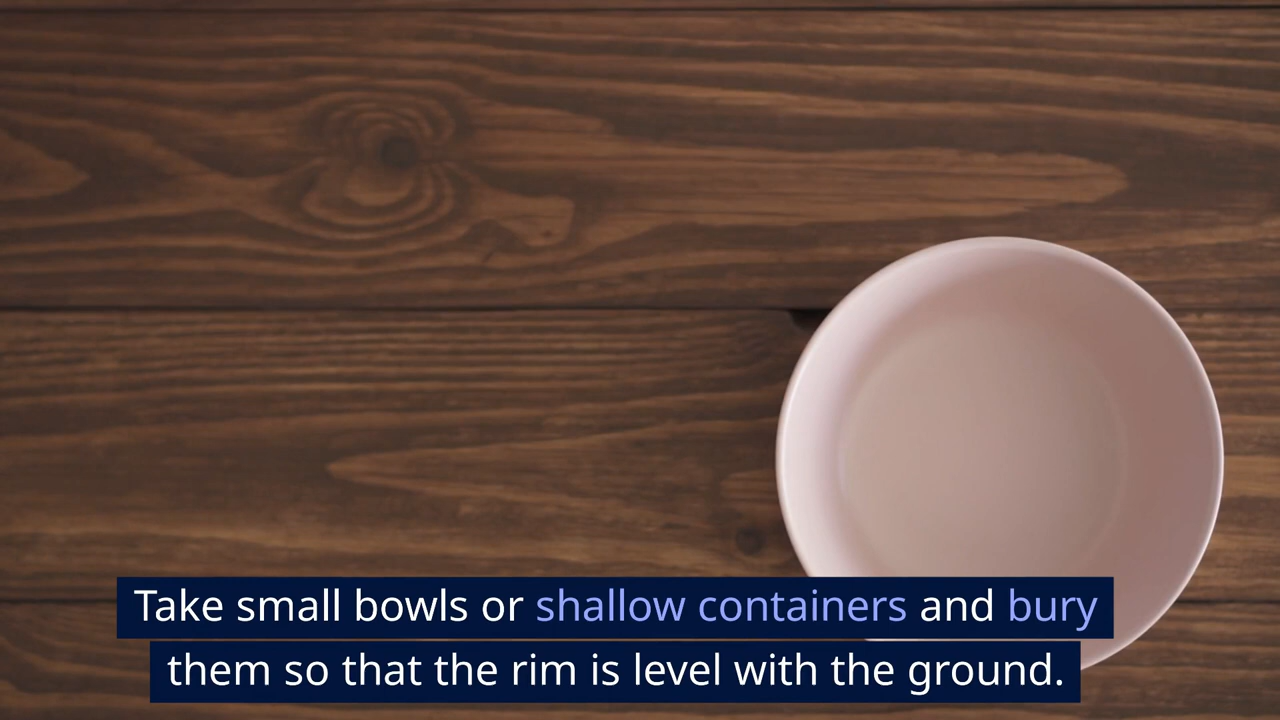 Take small bowls or shallow containers and bury
them so that the rim is level with the ground.